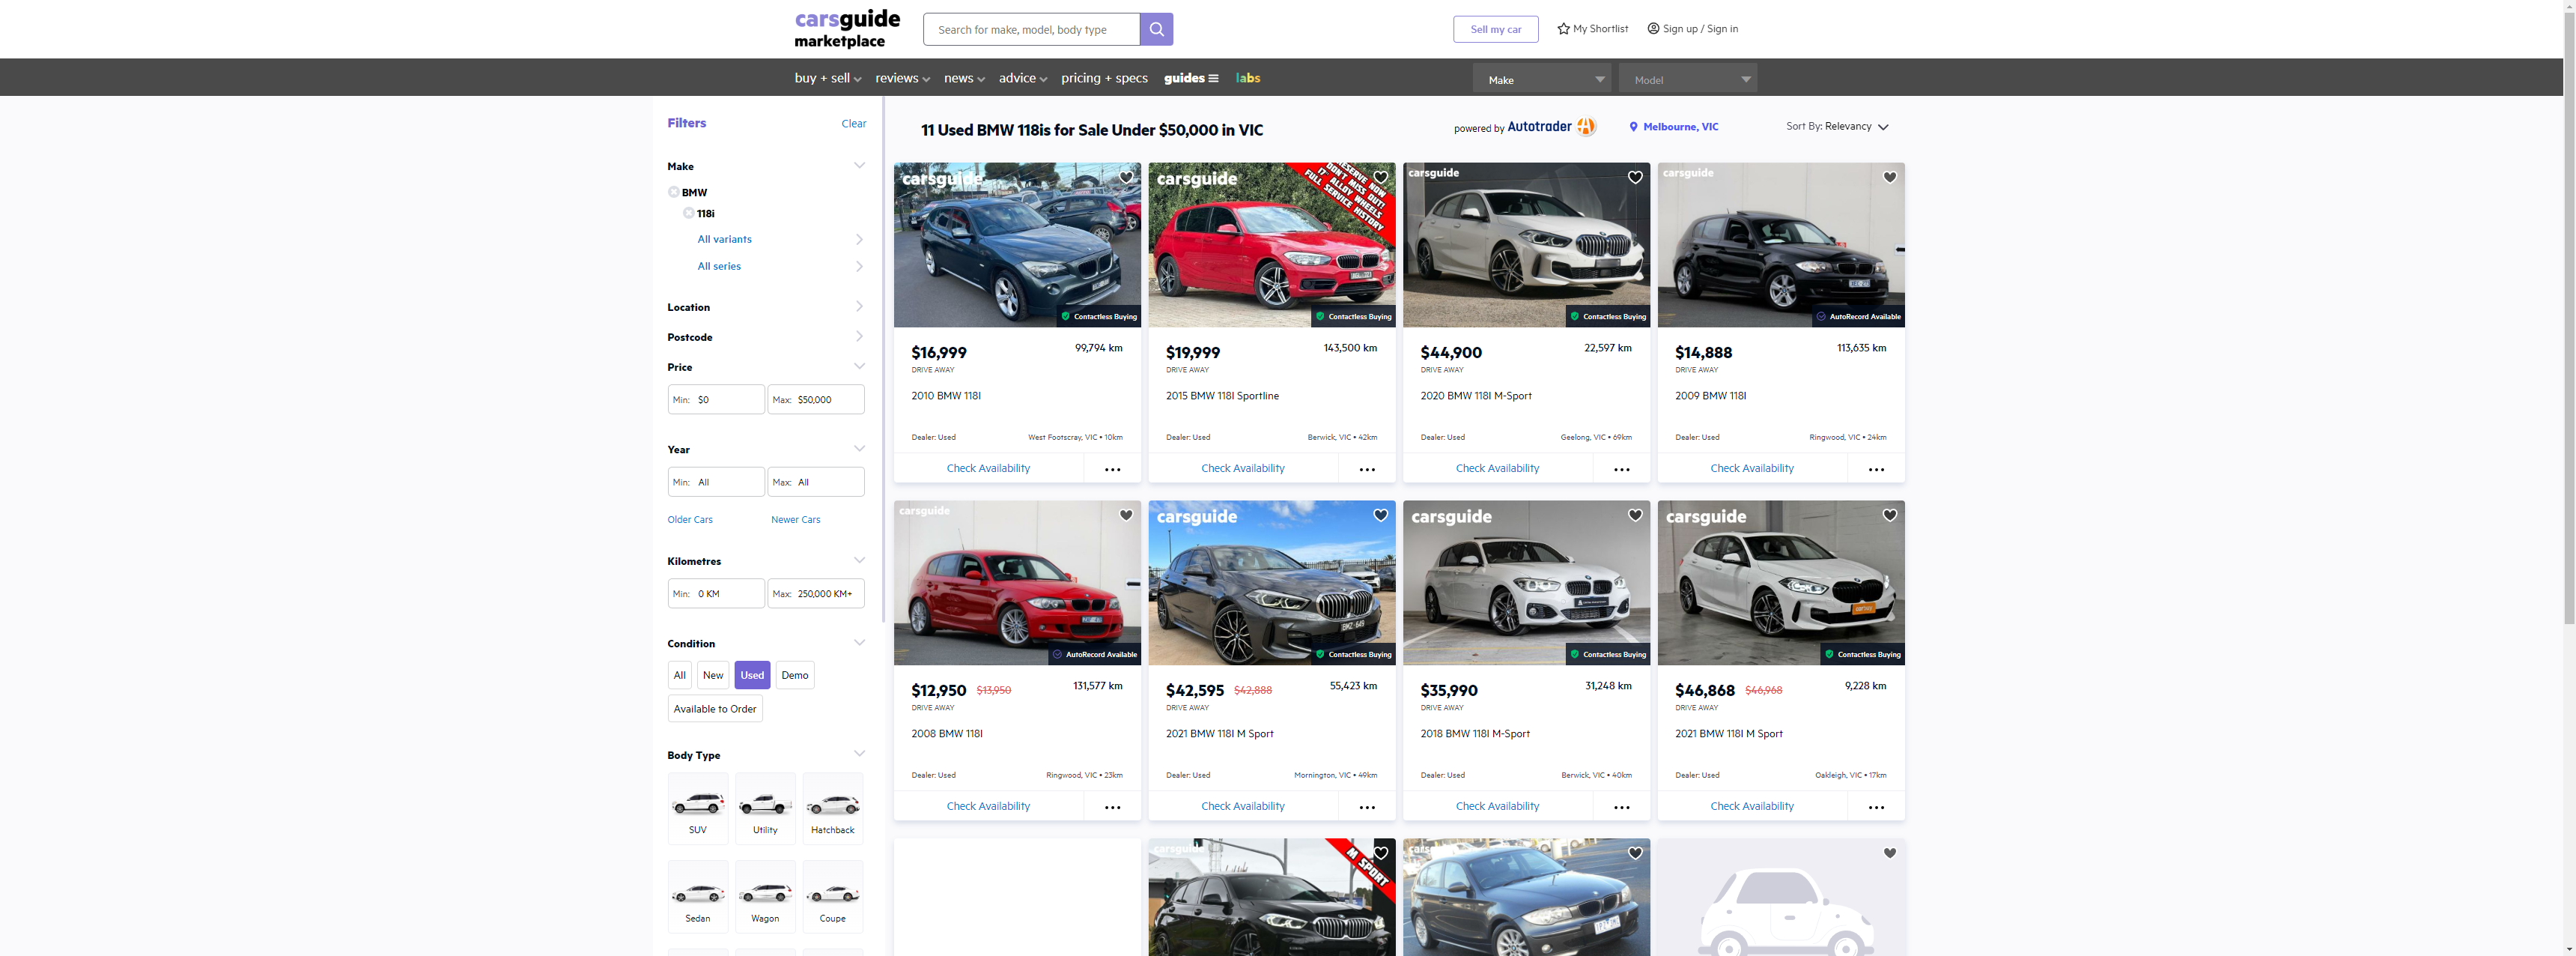 carsguide
marketplace
Search for make, model, body type
Sell my car
My Shortlist
Sign up / Sign in
buy + sell
reviews
news
advice
pricing + specs
guides
labs
Make
Model
Filters
Clear
Make
BMW
118i
All variants
All series
Location
Postcode
Price
Min: $0
Max: $50,000
Year
Min: All
Max: All
Older Cars
Newer Cars
Kilometres
Min: 0 KM
Max: 250,000 KM+
Condition
All
New
Used
Demo
Available to Order
Body Type
SUV
Utility
Hatchback
Sedan
Wagon
Coupe
11 Used BMW 118is for Sale Under $50,000 in VIC
powered by Autotrader
Melbourne, VIC
Sort By: Relevancy
carsguide
Contactless Buying
$16,999
99,794 km
DRIVE AWAY
2010 BMW 118I
Dealer: Used
West Footscray, VIC • 10km
Check Availability
carsguide
RESERVE NOW
DON'T MISS OUT!
17" ALLOY WHEELS
FULL SERVICE HISTORY
Contactless Buying
$19,999
143,500 km
DRIVE AWAY
2015 BMW 118I Sportline
Dealer: Used
Berwick, VIC • 42km
Check Availability
carsguide
Contactless Buying
$44,900
22,597 km
DRIVE AWAY
2020 BMW 118I M-Sport
Dealer: Used
Geelong, VIC • 69km
Check Availability
carsguide
AutoRecord Available
$14,888
113,635 km
DRIVE AWAY
2009 BMW 118I
Dealer: Used
Ringwood, VIC • 24km
Check Availability
carsguide
AutoRecord Available
$12,950 $13,950
131,577 km
DRIVE AWAY
2008 BMW 118I
Dealer: Used
Ringwood, VIC • 23km
Check Availability
carsguide
Contactless Buying
$42,595 $42,888
55,423 km
DRIVE AWAY
2021 BMW 118I M Sport
Dealer: Used
Mornington, VIC • 49km
Check Availability
carsguide
Contactless Buying
$35,990
31,248 km
DRIVE AWAY
2018 BMW 118I M-Sport
Dealer: Used
Berwick, VIC • 40km
Check Availability
carsguide
Contactless Buying
$46,868 $46,968
9,228 km
DRIVE AWAY
2021 BMW 118I M Sport
Dealer: Used
Oakleigh, VIC • 17km
Check Availability
carsguide
M SPORT
carsguide